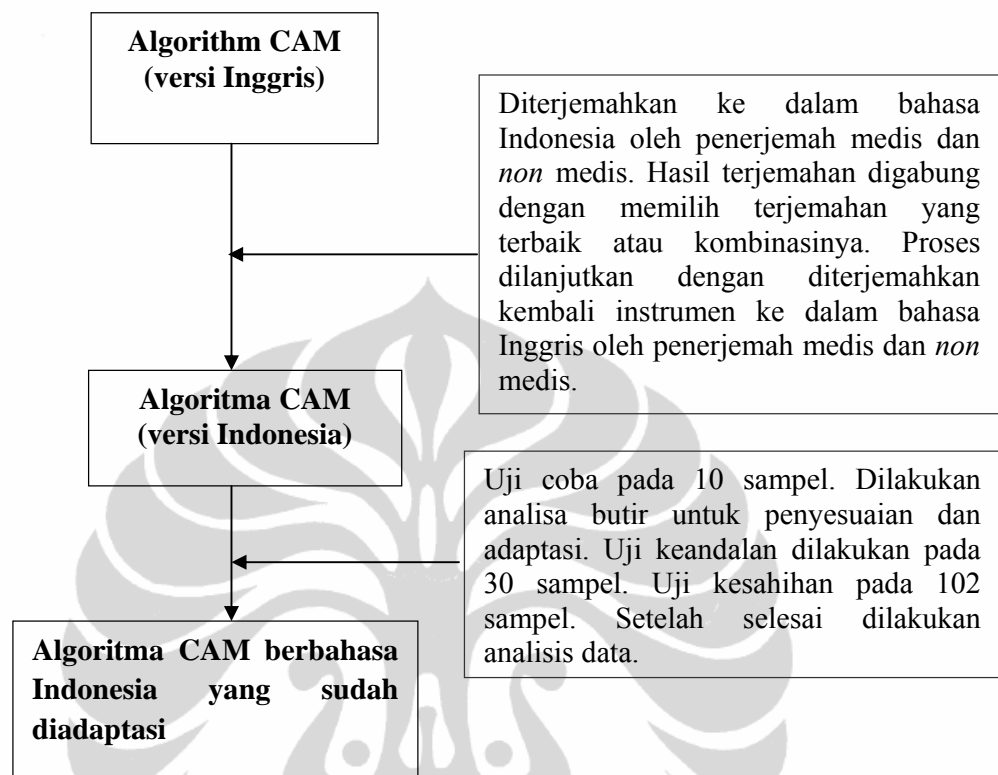 Algorithm CAM
(versi Inggris)
Diterjemahkan ke dalam bahasa
Indonesia oleh penerjemah medis dan
non medis. Hasil terjemahan digabung
dengan memilih terjemahan yang
terbaik atau kombinasinya. Proses
dilanjutkan dengan diterjemahkan
kembali instrumen ke dalam bahasa
Inggris oleh penerjemah medis dan non
medis.
Algoritma CAM
(versi Indonesia)
Uji coba pada 10 sampel. Dilakukan
analisa butir untuk penyesuaian dan
adaptasi. Uji keandalan dilakukan pada
30 sampel. Uji kesahihan pada 102
sampel. Setelah selesai dilakukan
analisis data.
Algoritma CAM berbahasa
Indonesia yang sudah
diadaptasi